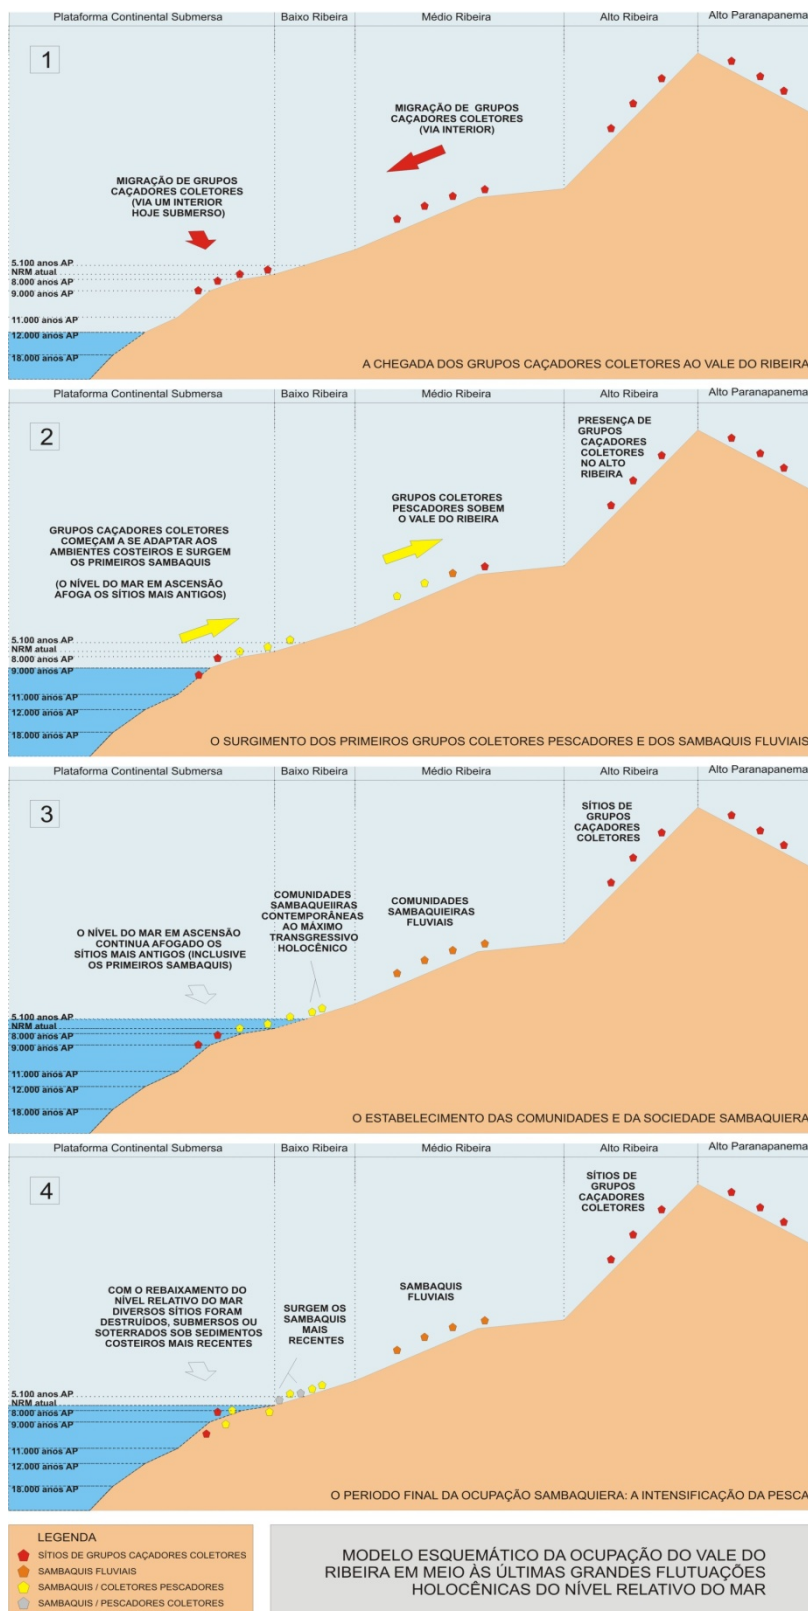 Plataforma Continental Submersa
Baixo Ribeira
Médio Ribeira
Alto Ribeira
Alto Paranapanema
1
MIGRAÇÃO DE GRUPOS
CAÇADORES COLETORES
(VIA INTERIOR)
MIGRAÇÃO DE GRUPOS
CAÇADORES COLETORES
(VIA UM INTERIOR
HOJE SUBMERSO)
5.100 anos AP
NRM atual
8.000 anos AP
9.000 anos AP
11.000 anos AP
12.000 anos AP
18.000 anos AP
A CHEGADA DOS GRUPOS CAÇADORES COLETORES AO VALE DO RIBEIRA
Plataforma Continental Submersa
Baixo Ribeira
Médio Ribeira
Alto Ribeira
Alto Paranapanema
2
PRESENÇA DE
GRUPOS
CAÇADORES
COLETORES
NO ALTO
RIBEIRA
GRUPOS COLETORES
PESCADORES SOBEM
O VALE DO RIBEIRA
GRUPOS CAÇADORES COLETORES
COMEÇAM A SE ADAPTAR AOS
AMBIENTES COSTEIROS E SURGEM
OS PRIMEIROS SAMBAQUIS
(O NÍVEL DO MAR EM ASCENSÃO
AFOGA OS SÍTIOS MAIS ANTIGOS)
5.100 anos AP
NRM atual
8.000 anos AP
9.000 anos AP
11.000 anos AP
12.000 anos AP
18.000 anos AP
O SURGIMENTO DOS PRIMEIROS GRUPOS COLETORES PESCADORES E DOS SAMBAQUIS FLUVIAIS
Plataforma Continental Submersa
Baixo Ribeira
Médio Ribeira
Alto Ribeira
Alto Paranapanema
3
SÍTIOS DE
GRUPOS
CAÇADORES
COLETORES
COMUNIDADES
SAMBAQUEIIRAS
CONTEMPORÂNEAS
AO MÁXIMO
TRANSGRESSIVO
HOLOCÊNICO
COMUNIDADES
SAMBAQUIEIRAS
FLUVIAIS
O NÍVEL DO MAR EM ASCENSÃO
CONTINUA AFOGADO OS
SÍTIOS MAIS ANTIGOS (INCLUSIVE
OS PRIMEIROS SAMBAQUIS)
5.100 anos AP
NRM atual
8.000 anos AP
9.000 anos AP
11.000 anos AP
12.000 anos AP
18.000 anos AP
O ESTABELECIMENTO DAS COMUNIDADES E DA SOCIEDADE SAMBAQUIERA
Plataforma Continental Submersa
Baixo Ribeira
Médio Ribeira
Alto Ribeira
Alto Paranapanema
4
SÍTIOS DE
GRUPOS
CAÇADORES
COLETORES
COM O REBAIXAMENTO DO
NÍVEL RELATIVO DO MAR
DIVERSOS SÍTIOS FORAM
DESTRUÍDOS, SUBMERSOS OU
SOTERRADOS SOB SEDIMENTOS
COSTEIROS MAIS RECENTES
SURGEM OS
SAMBAQUIS
MAIS
RECENTES
SAMBAQUIS
FLUVIAIS
5.100 anos AP
NRM atual
8.000 anos AP
9.000 anos AP
11.000 anos AP
12.000 anos AP
18.000 anos AP
O PERIODO FINAL DA OCUPAÇÃO SAMBAQUIERA: A INTENSIFICAÇÃO DA PESCA
LEGENDA
SÍTIOS DE GRUPOS CAÇADORES COLETORES
SAMBAQUIS FLUVIAIS
SAMBAQUIS / COLETORES PESCADORES
SAMBAQUIS / PESCADORES COLETORES
MODELO ESQUEMÁTICO DA OCUPAÇÃO DO VALE DO
RIBEIRA EM MEIO ÀS ÚLTIMAS GRANDES FLUTUAÇÕES
HOLOCÊNICAS DO NÍVEL RELATIVO DO MAR